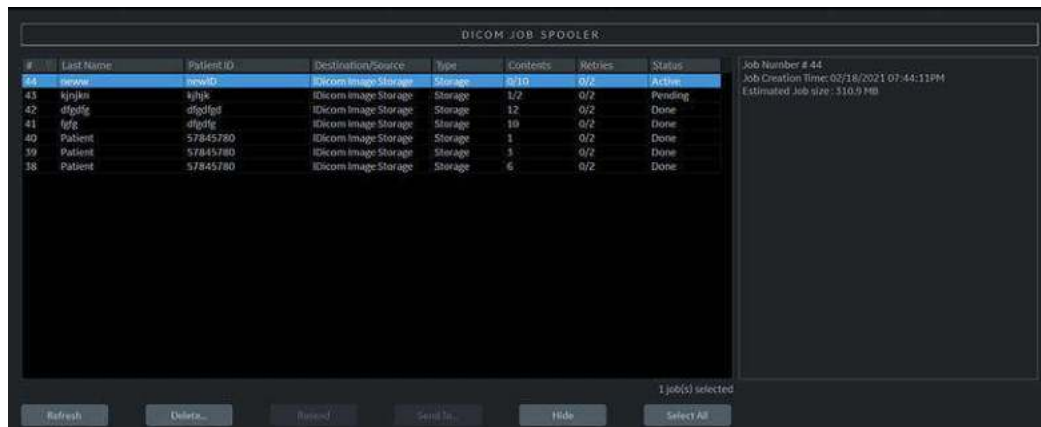 DICOM JOB SPOOLER
# Last Name Patient ID Destination/Source Type Contents Retries Status
44 neww newID IDicom Image Storage Storage 0/10 0/2 Active
43 kjnjkn kjhjk IDicom Image Storage Storage 1/2 0/2 Pending
42 dfgdfg dfgdfgd IDicom Image Storage Storage 12 0/2 Done
41 fgfg dfgdfg IDicom Image Storage Storage 10 0/2 Done
40 Patient 57845780 IDicom Image Storage Storage 1 0/2 Done
39 Patient 57845780 IDicom Image Storage Storage 3 0/2 Done
38 Patient 57845780 IDicom Image Storage Storage 6 0/2 Done
Job Number # 44
Job Creation Time: 02/18/2021 07:44:11PM
Estimated Job size : 310.9 MB
1 job(s) selected
Refresh Delete... Resend Send To... Hide Select All